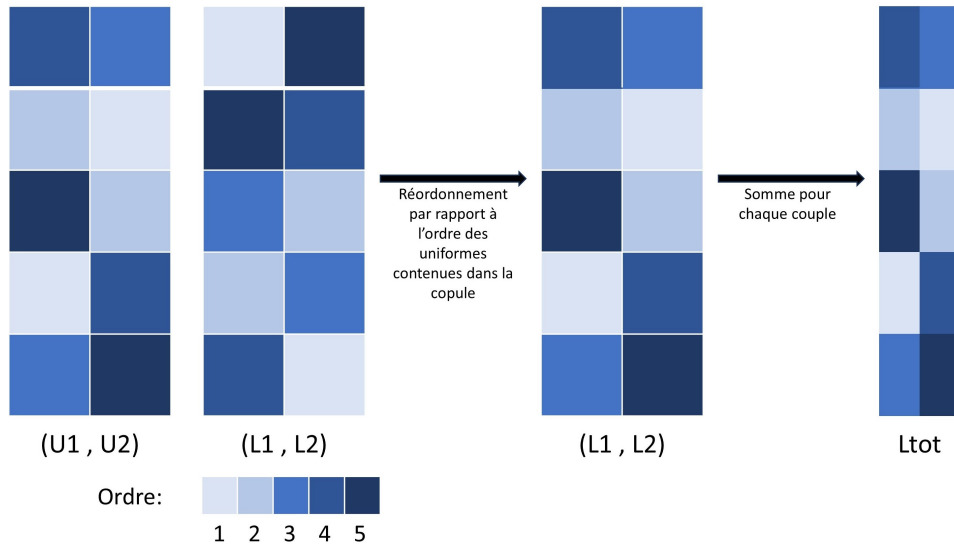 Réordonnement
par rapport à
l'ordre des
uniformes
contenues dans la
copule
Somme pour
chaque couple
(U1 , U2)
(L1 , L2)
(L1 , L2)
Ltot
Ordre:
1 2 3 4 5